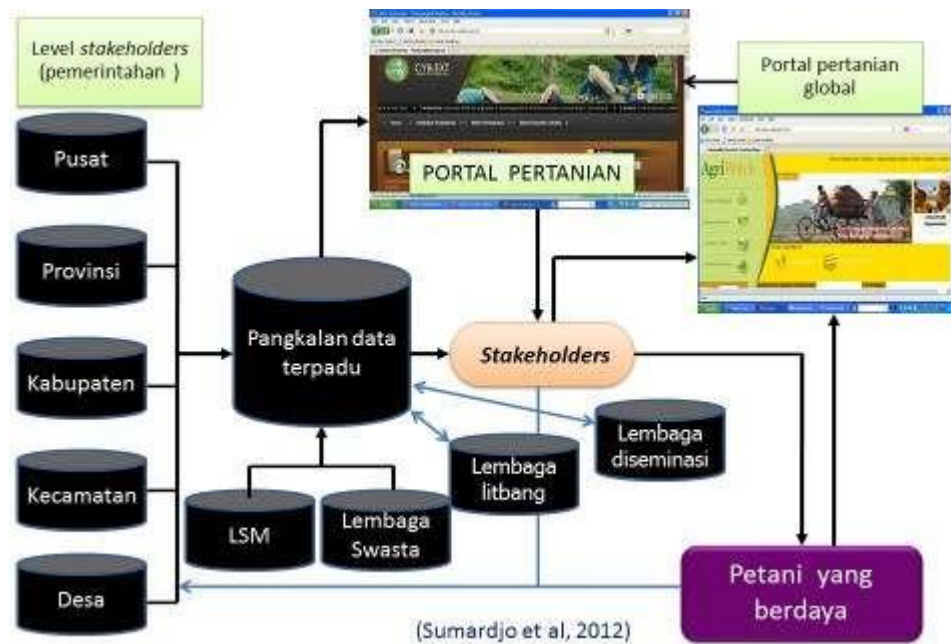 Level stakeholders
(pemerintahan )
Pusat
Provinsi
Kabupaten
Kecamatan
Desa
Pangkalan data
terpadu
LSM
Lembaga
Swasta
PORTAL PERTANIAN
Stakeholders
Lembaga
litbang
Lembaga
diseminasi
Portal pertanian
global
Petani yang
berdaya
(Sumardjo et al, 2012)